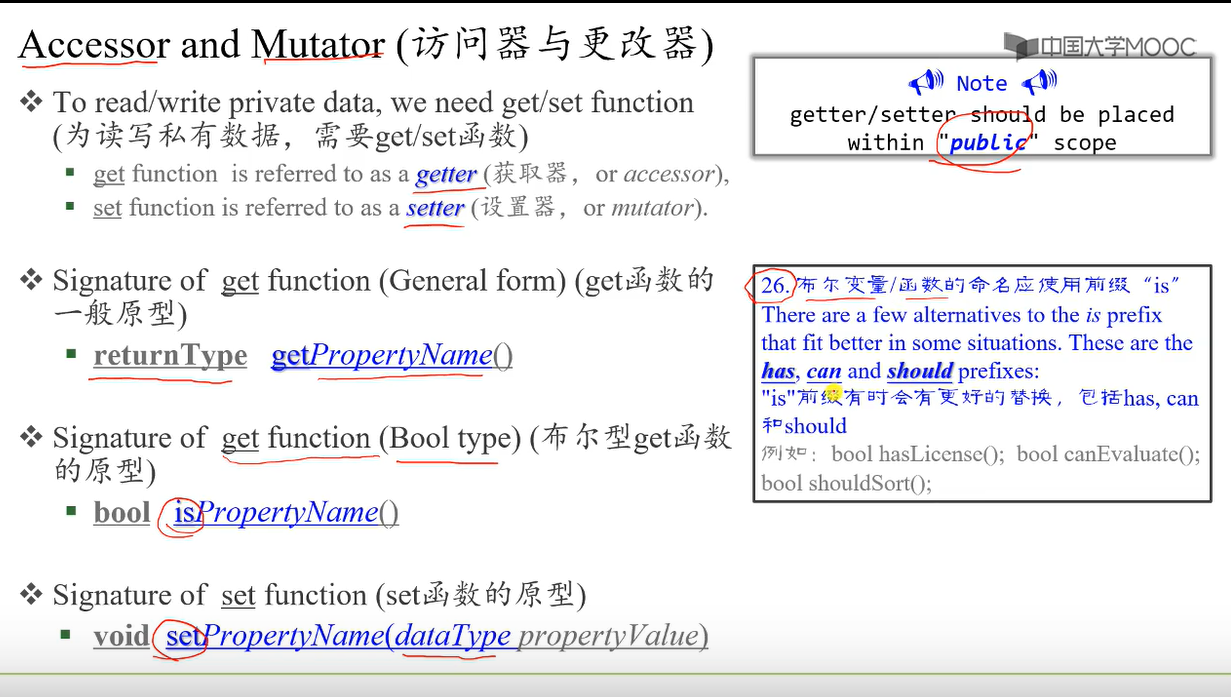 Accessor and Mutator (访问器与更改器)
❖ To read/write private data, we need get/set function
(为读写私有数据，需要get/set函数)
▪ get function is referred to as a getter (获取器，or accessor),
▪ set function is referred to as a setter (设置器，or mutator).
❖ Signature of get function (General form) (get函数的
一般原型)
▪ returnType getPropertyName()
❖ Signature of get function (Bool type) (布尔型get函数
的原型)
▪ bool isPropertyName()
❖ Signature of set function (set函数的原型)
▪ void setPropertyName(dataType propertyValue)
中国大学MOOC
Note
getter/setter should be placed
within "public" scope
26. 布尔变量/函数的命名应使用前缀“is”
There are a few alternatives to the is prefix
that fit better in some situations. These are the
has, can and should prefixes:
"is"前缀有时会有更好的替换，包括has, can
和should
例如：bool hasLicense(); bool canEvaluate();
bool shouldSort();